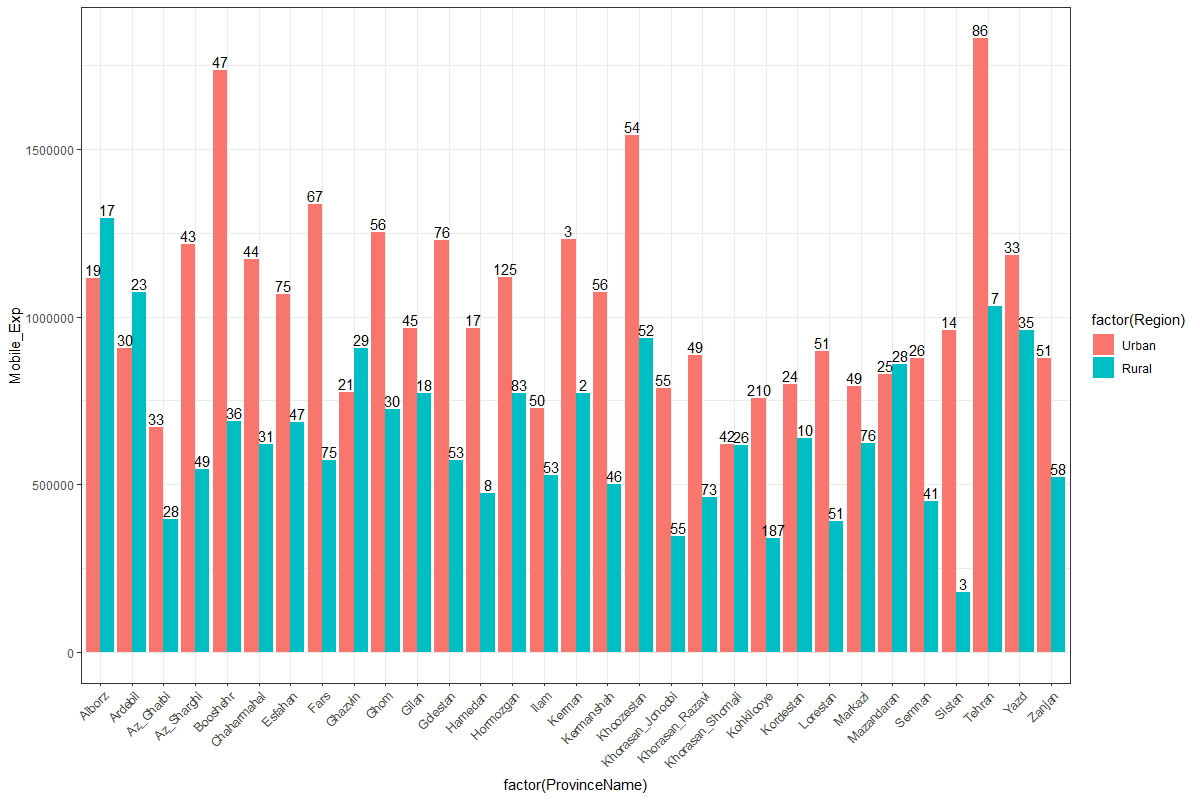 86
47
54
67
17
56
3
76
43
33
44
125
19
23
75
56
7
45
17
14
35
30
29
52
51
49
28
26
51
25
21
18
83
2
55
24
49
210
50
30
33
36
42
26
10
31
47
76
75
53
49
53
58
46
8
73
41
28
51
55
187
3
1500000
1000000
500000
0
Mobile_Exp
factor(Region)
Urban
Rural
Alborz
Ardebil
Az_Gharbi
Az_Sharghi
Booshehr
Chaharmahal
Esfahan
Fars
Ghazvin
Ghom
Gilan
Golestan
Hamedan
Hormozgan
Ilam
Kerman
Kermanshah
Khoozestan
Khorasan_Jonoobi
Khorasan_Razavi
Khorasan_Shomali
Kohkilooye
Kordestan
Lorestan
Markazi
Mazandaran
Semnan
Sistan
Tehran
Yazd
Zanjan
factor(ProvinceName)